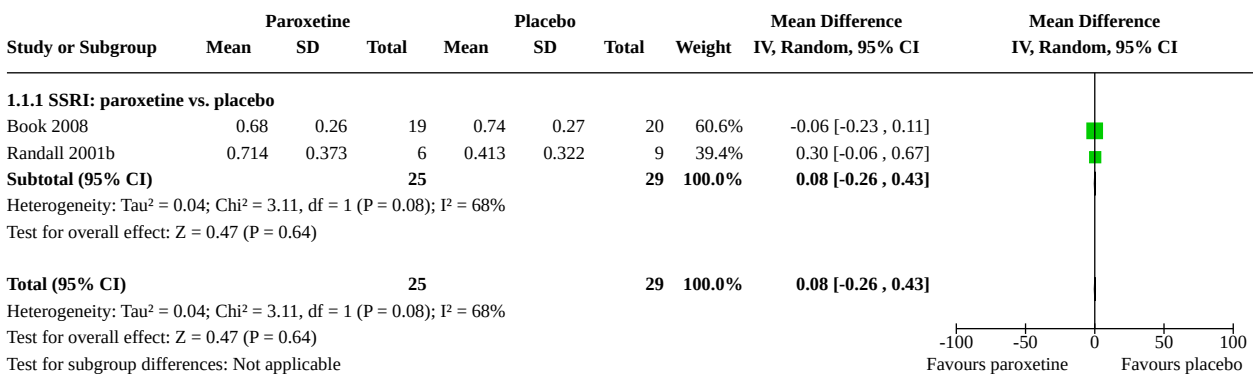 Paroxetine Placebo Mean Difference Mean Difference
Study or Subgroup Mean SD Total Mean SD Total Weight IV, Random, 95% CI IV, Random, 95% CI
1.1.1 SSRI: paroxetine vs. placebo
Book 2008 0.68 0.26 19 0.74 0.27 20 60.6% -0.06 [-0.23 , 0.11]
Randall 2001b 0.714 0.373 6 0.413 0.322 9 39.4% 0.30 [-0.06 , 0.67]
Subtotal (95% CI) 25 29 100.0% 0.08 [-0.26 , 0.43]
Heterogeneity: Tau² = 0.04; Chi² = 3.11, df = 1 (P = 0.08); I² = 68%
Test for overall effect: Z = 0.47 (P = 0.64)
Total (95% CI) 25 29 100.0% 0.08 [-0.26 , 0.43]
Heterogeneity: Tau² = 0.04; Chi² = 3.11, df = 1 (P = 0.08); I² = 68%
Test for overall effect: Z = 0.47 (P = 0.64)
-100 -50 0 50 100
Test for subgroup differences: Not applicable Favours paroxetine Favours placebo